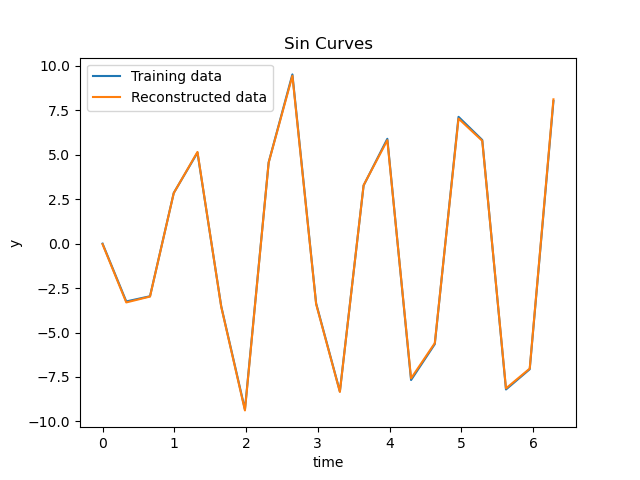 Sin Curves
Training data
Reconstructed data
10.0
7.5
5.0
2.5
0.0
−2.5
−5.0
−7.5
−10.0
y
0 1 2 3 4 5 6
time